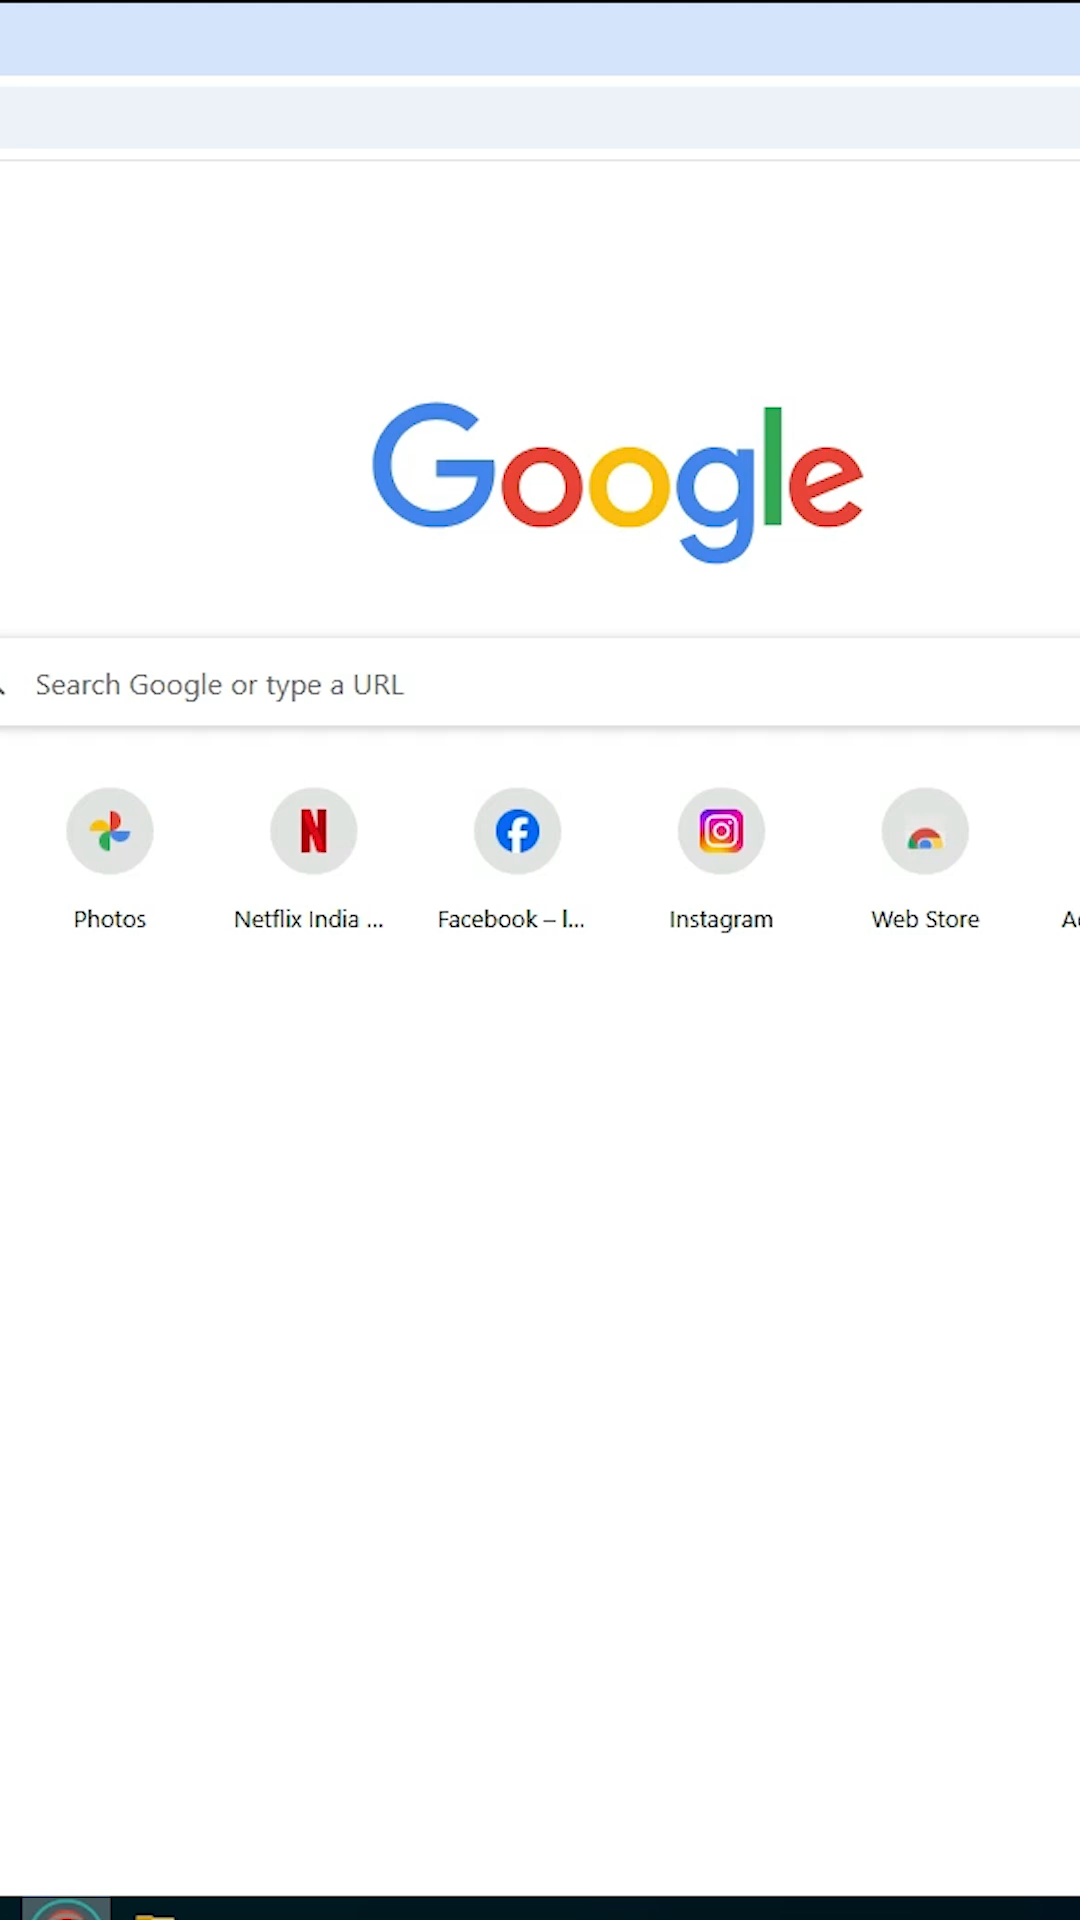 Google
Search Google or type a URL
Photos
Netflix India ...
Facebook – l...
Instagram
Web Store